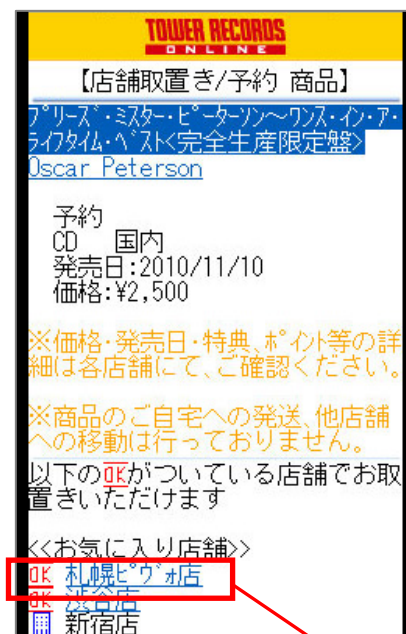 TOWER RECORDS
ONLINE
【店舗取置き/予約 商品】
プリーズ・ミスター・ピーターソン～ワンス・イン・ア・
ライフタイム・ベスト<完全生産限定盤>
Oscar Peterson
予約
CD 国内
発売日:2010/11/10
価格:¥2,500
※価格・発売日・特典、ポイント等の詳
細は各店舗にて、ご確認ください。
※商品のご自宅への発送、他店舗
への移動は行っておりません。
以下のOKがついている店舗でお取
置きいただけます
<<お気に入り店舗>>
OK 札幌ピヴォ店
OK 渋谷店
新宿店